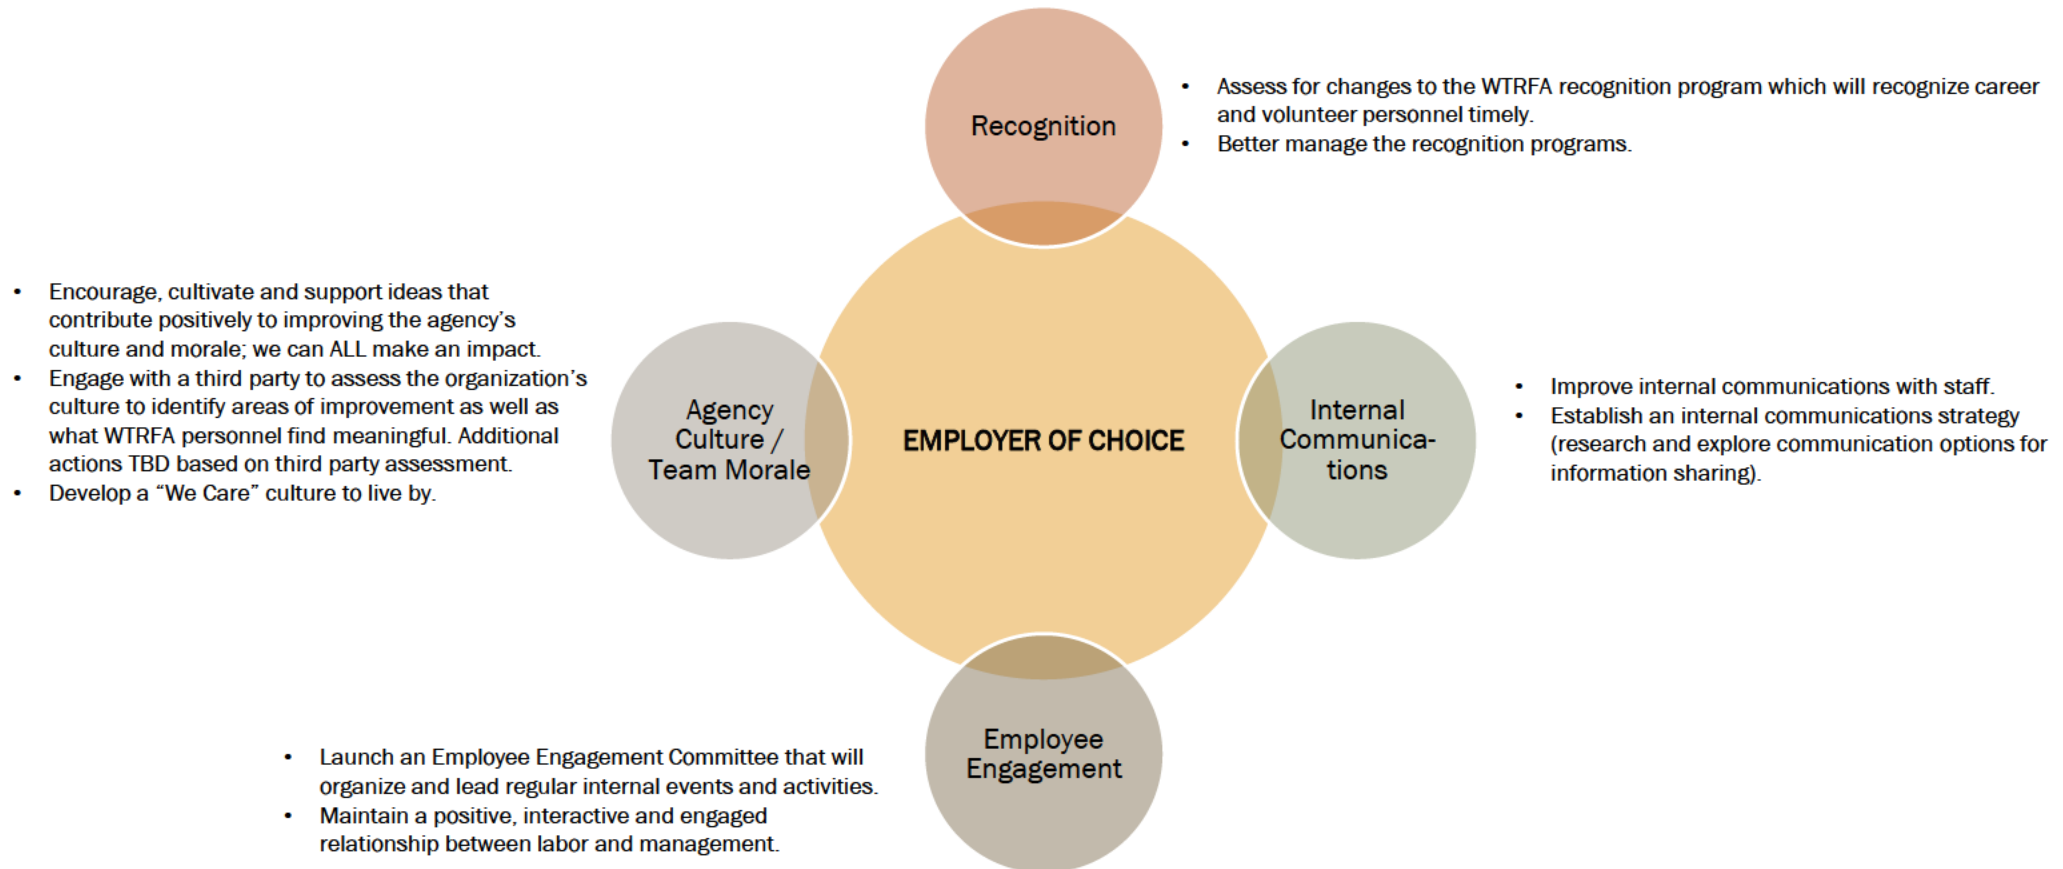 Recognition
• Assess for changes to the WTRFA recognition program which will recognize career
and volunteer personnel timely.
• Better manage the recognition programs.
• Encourage, cultivate and support ideas that
contribute positively to improving the agency's
culture and morale; we can ALL make an impact.
• Engage with a third party to assess the organization's
culture to identify areas of improvement as well as
what WTRFA personnel find meaningful. Additional
actions TBD based on third party assessment.
• Develop a “We Care” culture to live by.
Agency
Culture /
Team Morale
EMPLOYER OF CHOICE
Internal
Communica-
tions
• Improve internal communications with staff.
• Establish an internal communications strategy
(research and explore communication options for
information sharing).
Employee
Engagement
• Launch an Employee Engagement Committee that will
organize and lead regular internal events and activities.
• Maintain a positive, interactive and engaged
relationship between labor and management.